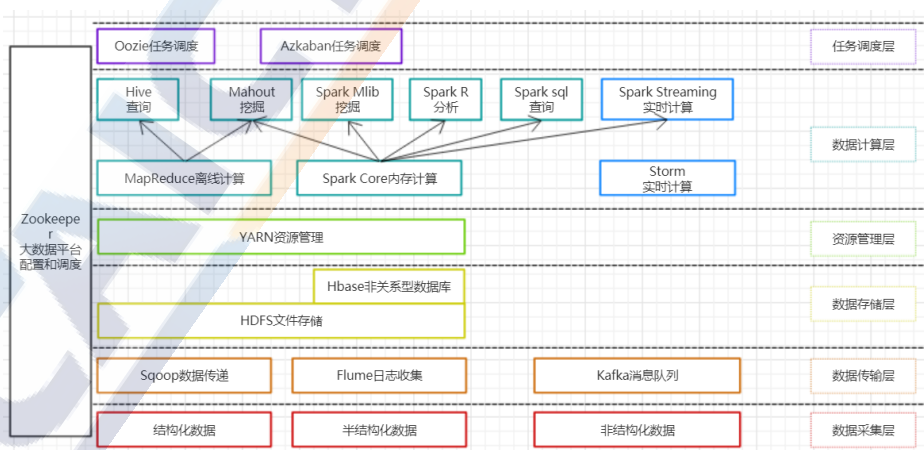 Oozie任务调度
Azkaban任务调度
任务调度层
Hive
查询
Mahout
挖掘
Spark Mlib
挖掘
Spark R
分析
Spark sql
查询
Spark Streaming
实时计算
数据计算层
MapReduce离线计算
Spark Core内存计算
Storm
实时计算
Zookeepe
r
大数据平台
配置和调度
YARN资源管理
资源管理层
Hbase非关系型数据库
HDFS文件存储
数据存储层
Sqoop数据传递
Flume日志收集
Kafka消息队列
数据传输层
结构化数据
半结构化数据
非结构化数据
数据采集层